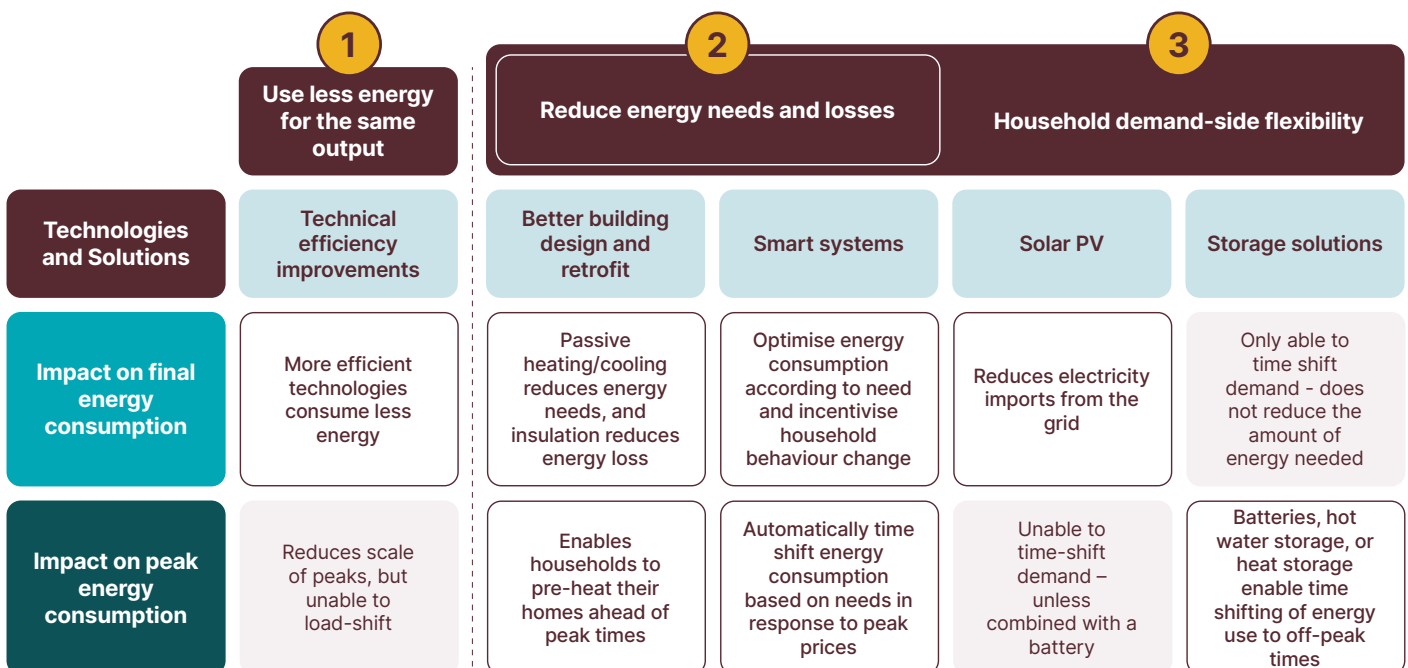 1
2
3
Use less energy
for the same
output
Reduce energy needs and losses
Household demand-side flexibility
Technologies
and Solutions
Technical
efficiency
improvements
Better building
design and
retrofit
Smart systems
Solar PV
Storage solutions
Impact on final
energy
consumption
More efficient
technologies
consume less
energy
Passive
heating/cooling
reduces energy
needs, and
insulation reduces
energy loss
Optimise energy
consumption
according to need
and incentivise
household
behaviour change
Reduces electricity
imports from the
grid
Only able to
time shift
demand - does
not reduce the
amount of
energy needed
Impact on peak
energy
consumption
Reduces scale
of peaks, but
unable to
load-shift
Enables
households to
pre-heat their
homes ahead of
peak times
Automatically time
shift energy
consumption
based on needs in
response to peak
prices
Unable to
time-shift
demand –
unless
combined with a
battery
Batteries, hot
water storage, or
heat storage
enable time
shifting of energy
use to off-peak
times